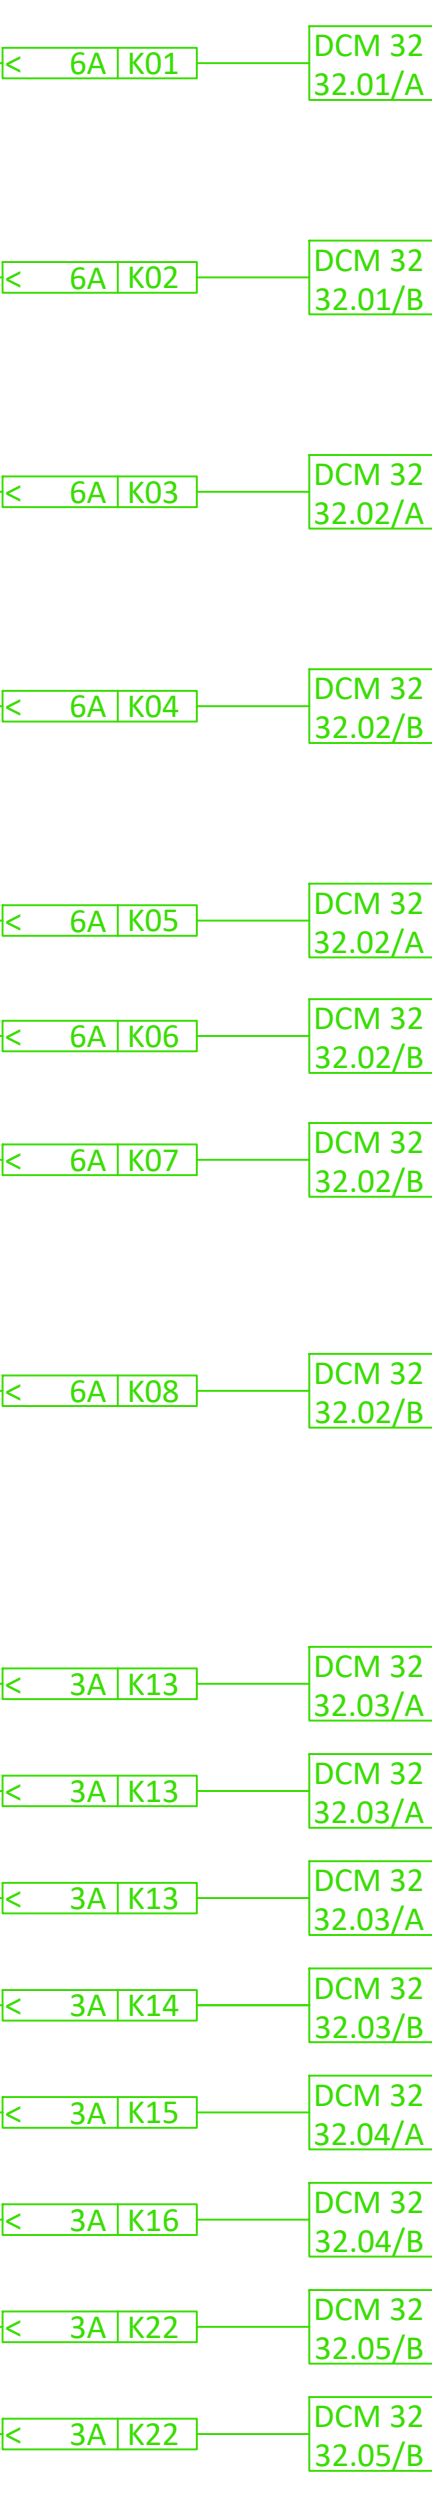 DCM 32
< 6A K01
32.01/A
DCM 32
< 6A K02
32.01/B
DCM 32
< 6A K03
32.02/A
DCM 32
< 6A K04
32.02/B
DCM 32
< 6A K05
32.02/A
DCM 32
< 6A K06
32.02/B
DCM 32
< 6A K07
32.02/B
DCM 32
< 6A K08
32.02/B
DCM 32
< 3A K13
32.03/A
DCM 32
< 3A K13
32.03/A
DCM 32
< 3A K13
32.03/A
DCM 32
< 3A K14
32.03/B
DCM 32
< 3A K15
32.04/A
DCM 32
< 3A K16
32.04/B
DCM 32
< 3A K22
32.05/B
DCM 32
< 3A K22
32.05/B